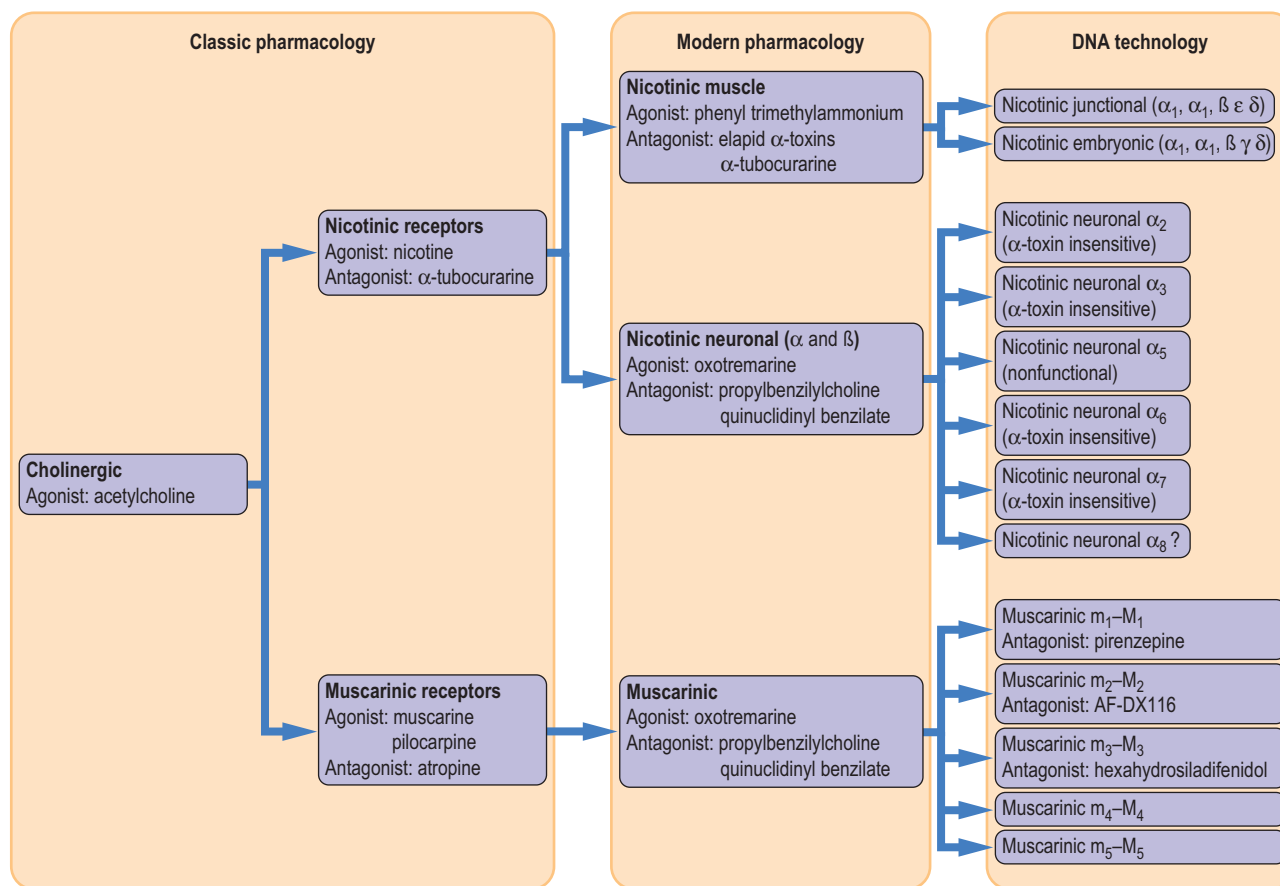 Classic pharmacology
Cholinergic
Agonist: acetylcholine
Nicotinic receptors
Agonist: nicotine
Antagonist: α-tubocurarine
Muscarinic receptors
Agonist: muscarine
pilocarpine
Antagonist: atropine
Modern pharmacology
Nicotinic muscle
Agonist: phenyl trimethylammonium
Antagonist: elapid α-toxins
α-tubocurarine
Nicotinic neuronal (α and ß)
Agonist: oxotremarine
Antagonist: propylbenzilylcholine
quinuclidinyl benzilate
Muscarinic
Agonist: oxotremarine
Antagonist: propylbenzilylcholine
quinuclidinyl benzilate
DNA technology
Nicotinic junctional (α₁, α₁, ß ε δ)
Nicotinic embryonic (α₁, α₁, ß γ δ)
Nicotinic neuronal α₂
(α-toxin insensitive)
Nicotinic neuronal α₃
(α-toxin insensitive)
Nicotinic neuronal α₅
(nonfunctional)
Nicotinic neuronal α₆
(α-toxin insensitive)
Nicotinic neuronal α₇
(α-toxin insensitive)
Nicotinic neuronal α₈ ?
Muscarinic m₁–M₁
Antagonist: pirenzepine
Muscarinic m₂–M₂
Antagonist: AF-DX116
Muscarinic m₃–M₃
Antagonist: hexahydrosiladifenidol
Muscarinic m₄–M₄
Muscarinic m₅–M₅